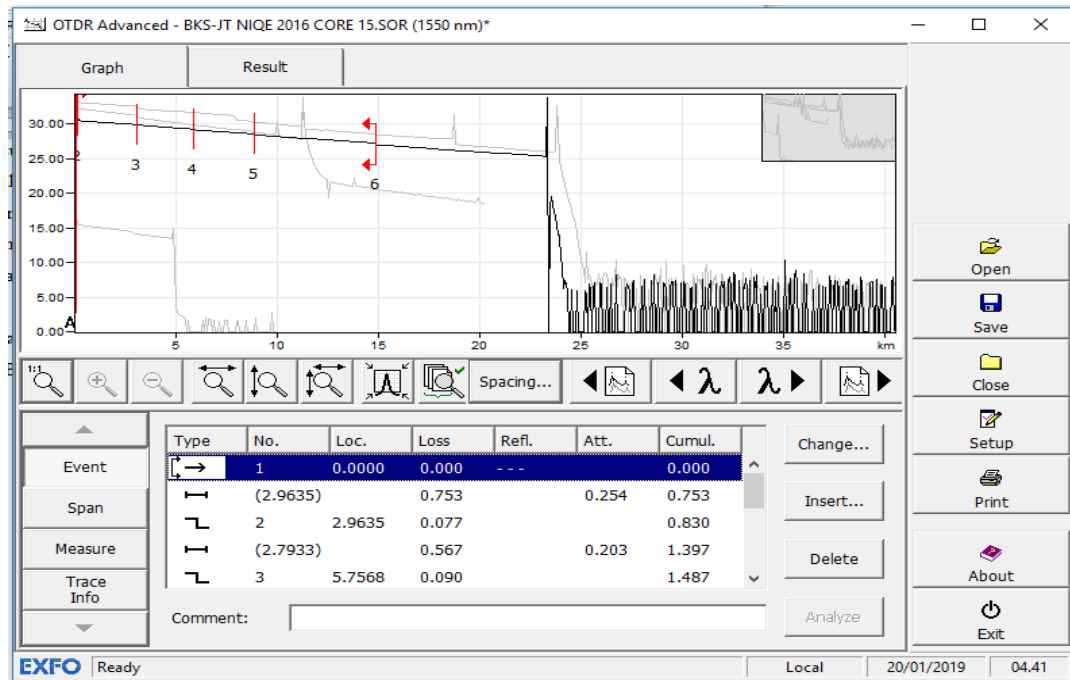 OTDR Advanced - BKS-JT NIQE 2016 CORE 15.SOR (1550 nm)*
Graph Result
30.00
25.00
20.00
15.00
10.00
5.00
0.00
A
3 4 5 6
5 10 15 20 25 30 35 km
1:1
Spacing...
λ λ
Event
Span
Measure
Trace
Info
Type No. Loc. Loss Refl. Att. Cumul.
1 0.0000 0.000 --- 0.000
(2.9635) 0.753 0.254 0.753
2 2.9635 0.077 0.830
(2.7933) 0.567 0.203 1.397
3 5.7568 0.090 1.487
Comment:
Change...
Insert...
Delete
Analyze
Open
Save
Close
Setup
Print
About
Exit
EXFO Ready Local 20/01/2019 04.41